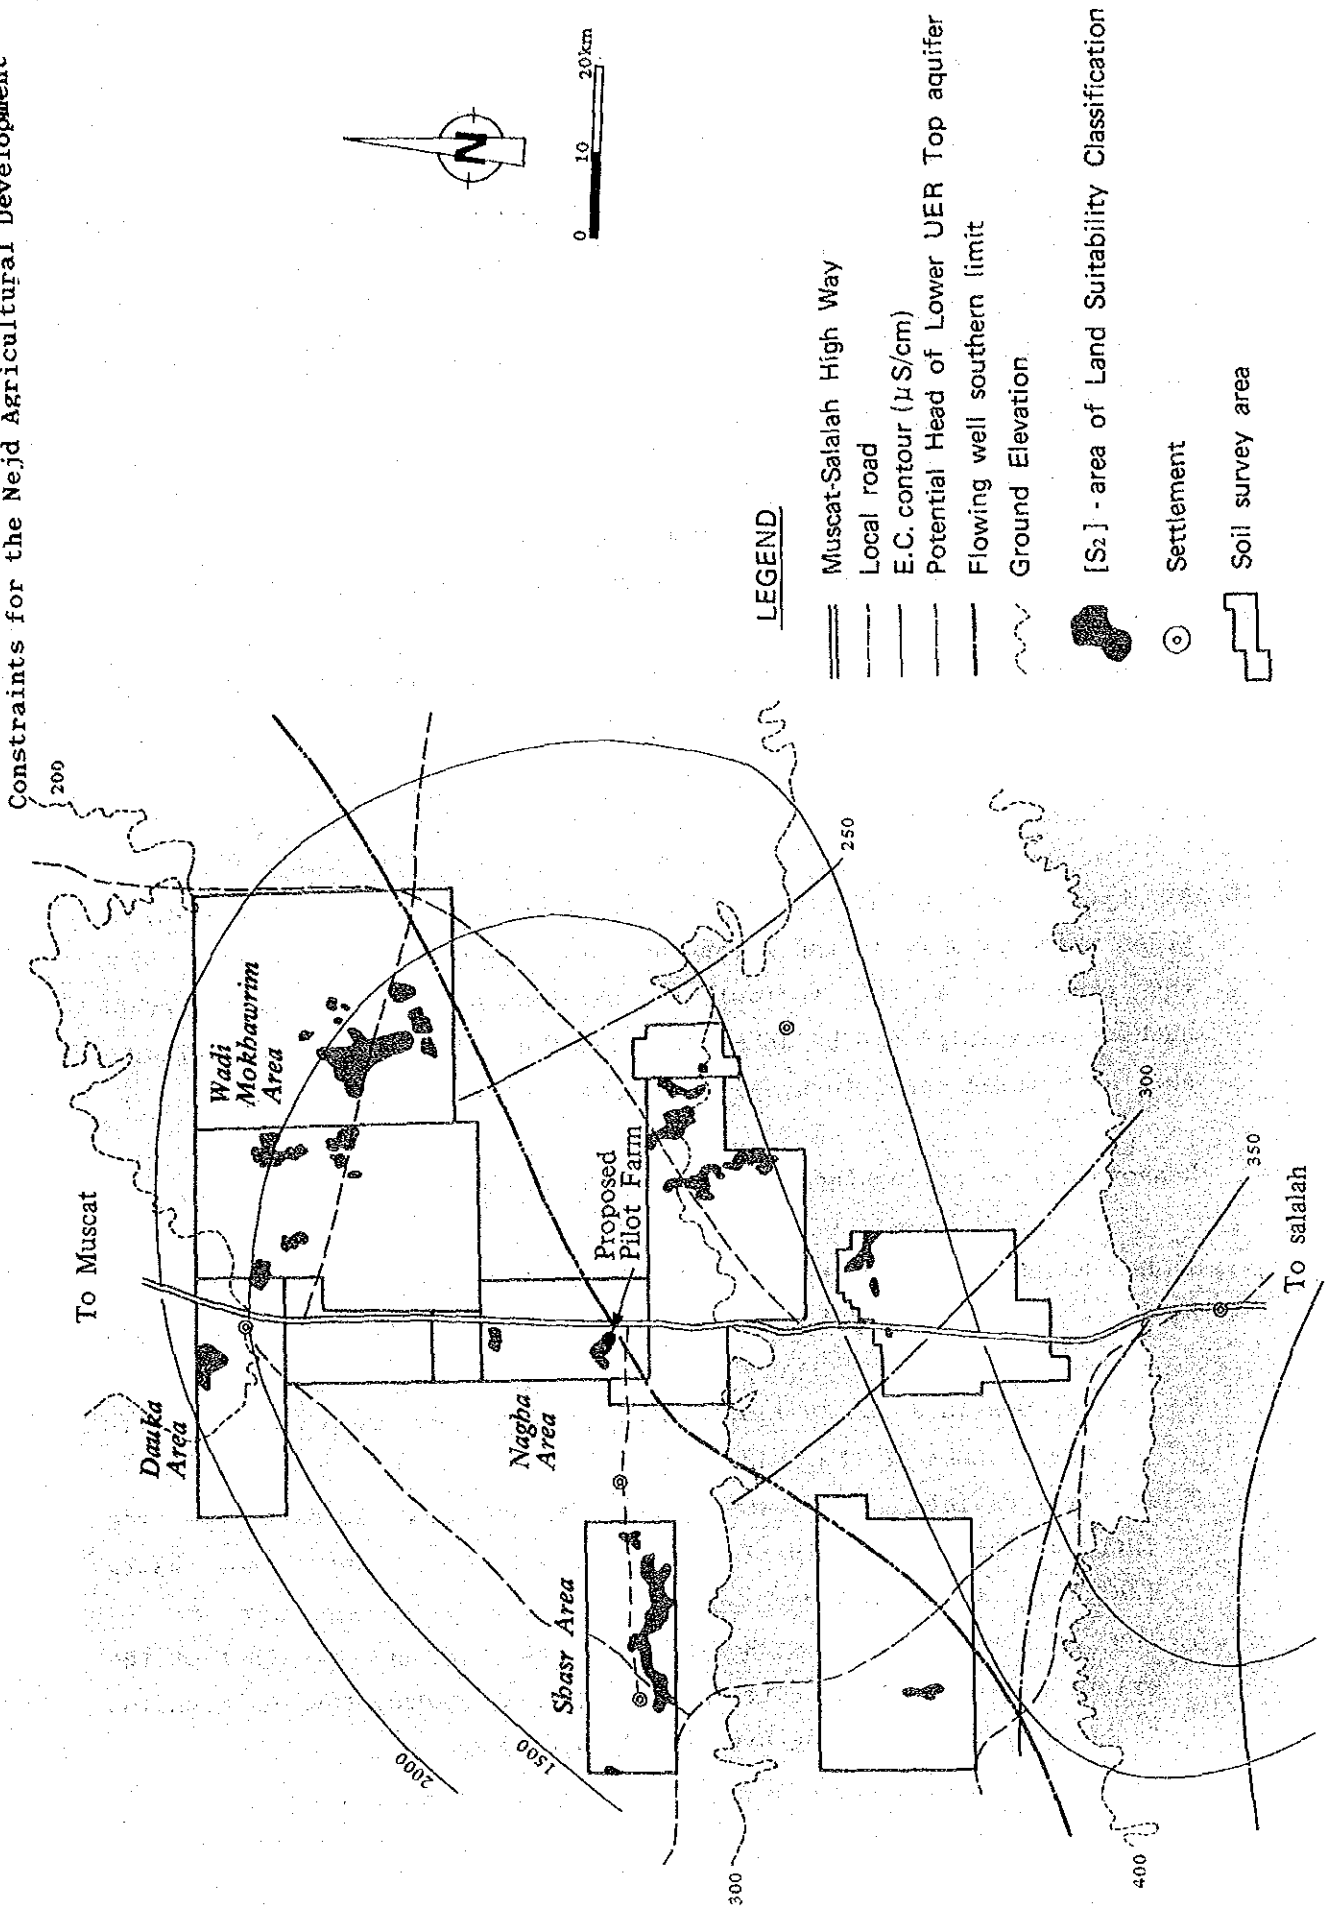 Constraints for the Nejd Agricultural Development
200
To Muscat
Wadi
Mokhawrim
Area
Dauka
Area
Nagha
Area
Proposed
Pilot Farm
Shasr Area
2000
1500
250
300
350
300
400
To salalah
N
0 10 20km
LEGEND
Muscat-Salalah High Way
Local road
E.C. contour (μS/cm)
Potential Head of Lower UER Top aquifer
Flowing well southern limit
Ground Elevation
[S2] - area of Land Suitability Classification
Settlement
Soil survey area